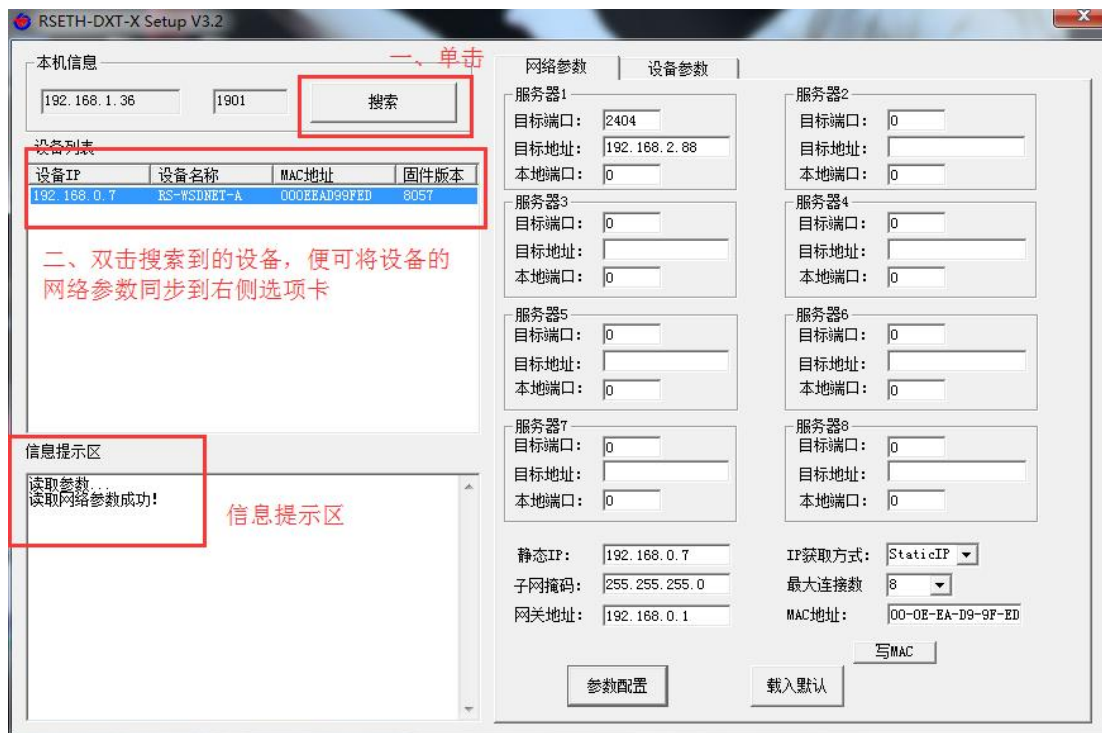 RSETH-DXT-X Setup V3.2
x
本机信息
一、单击
192.168.1.36
1901
搜索
设备列表
设备IP 设备名称 MAC地址 固件版本
192.168.0.7 RS-WSDNET-A 000EEAD99FED 8057
二、双击搜索到的设备，便可将设备的
网络参数同步到右侧选项卡
信息提示区
读取参数...
读取网络参数成功!
信息提示区
网络参数 设备参数
服务器1
目标端口: 2404
目标地址: 192.168.2.88
本地端口: 0
服务器2
目标端口: 0
目标地址:
本地端口: 0
服务器3
目标端口: 0
目标地址:
本地端口: 0
服务器4
目标端口: 0
目标地址:
本地端口: 0
服务器5
目标端口: 0
目标地址:
本地端口: 0
服务器6
目标端口: 0
目标地址:
本地端口: 0
服务器7
目标端口: 0
目标地址:
本地端口: 0
服务器8
目标端口: 0
目标地址:
本地端口: 0
静态IP: 192.168.0.7
IP获取方式: StaticIP
子网掩码: 255.255.255.0
最大连接数 8
网关地址: 192.168.0.1
MAC地址: 00-0E-EA-D9-9F-ED
写MAC
参数配置
载入默认